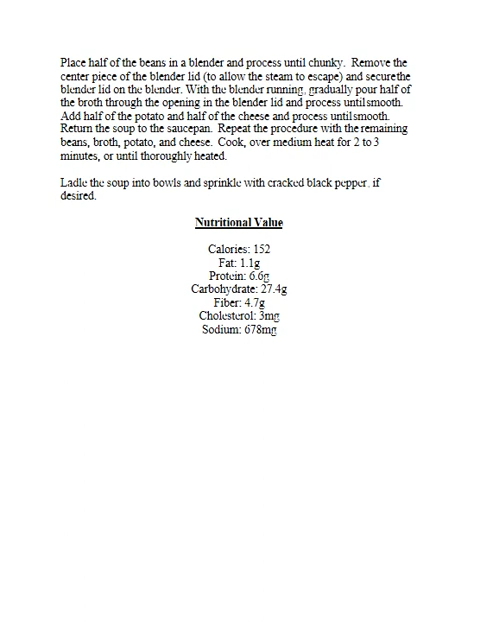 Place half of the beans in a blender and process until chunky. Remove the
center piece of the blender lid (to allow the steam to escape) and secure the
blender lid on the blender. With the blender running, gradually pour half of
the broth through the opening in the blender lid and process until smooth.
Add half of the potato and half of the cheese and process until smooth.
Return the soup to the saucepan. Repeat the procedure with the remaining
beans, broth, potato, and cheese. Cook, over medium heat for 2 to 3
minutes, or until thoroughly heated.
Ladle the soup into bowls and sprinkle with cracked black pepper, if
desired.
Nutritional Value
Calories: 152
Fat: 1.1g
Protein: 6.6g
Carbohydrate: 27.4g
Fiber: 4.7g
Cholesterol: 3mg
Sodium: 678mg